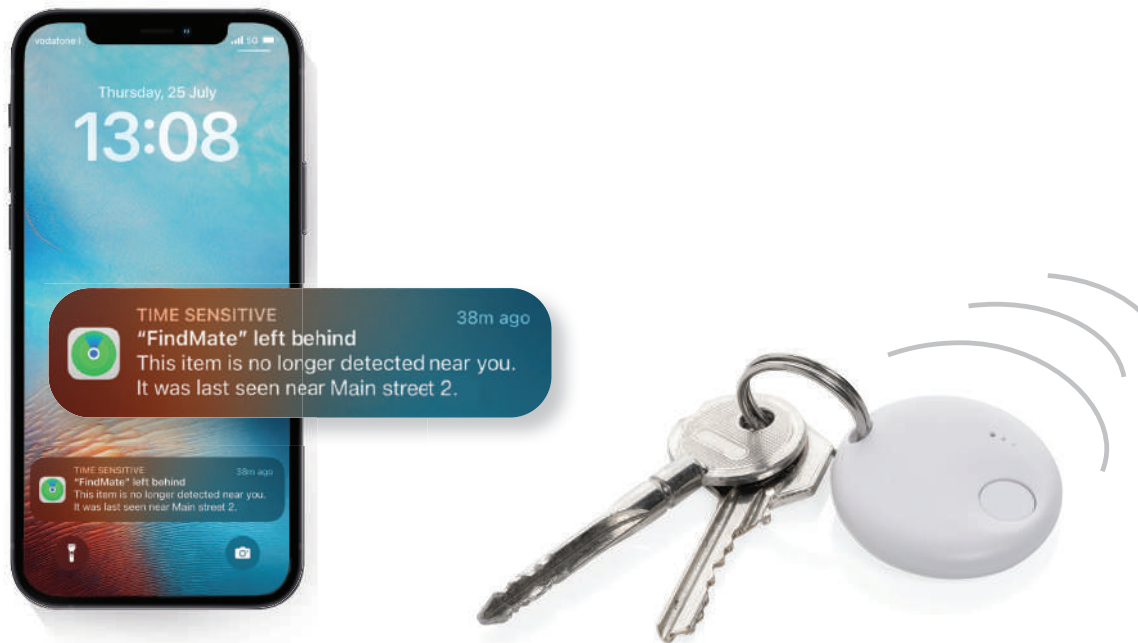 vodafone
5G
Thursday, 25 July
13:08
TIME SENSITIVE 38m ago
"FindMate" left behind
This item is no longer detected near you.
It was last seen near Main street 2.
TIME SENSITIVE 38m ago
"FindMate" left behind
This item is no longer detected near you.
It was last seen near Main street 2.